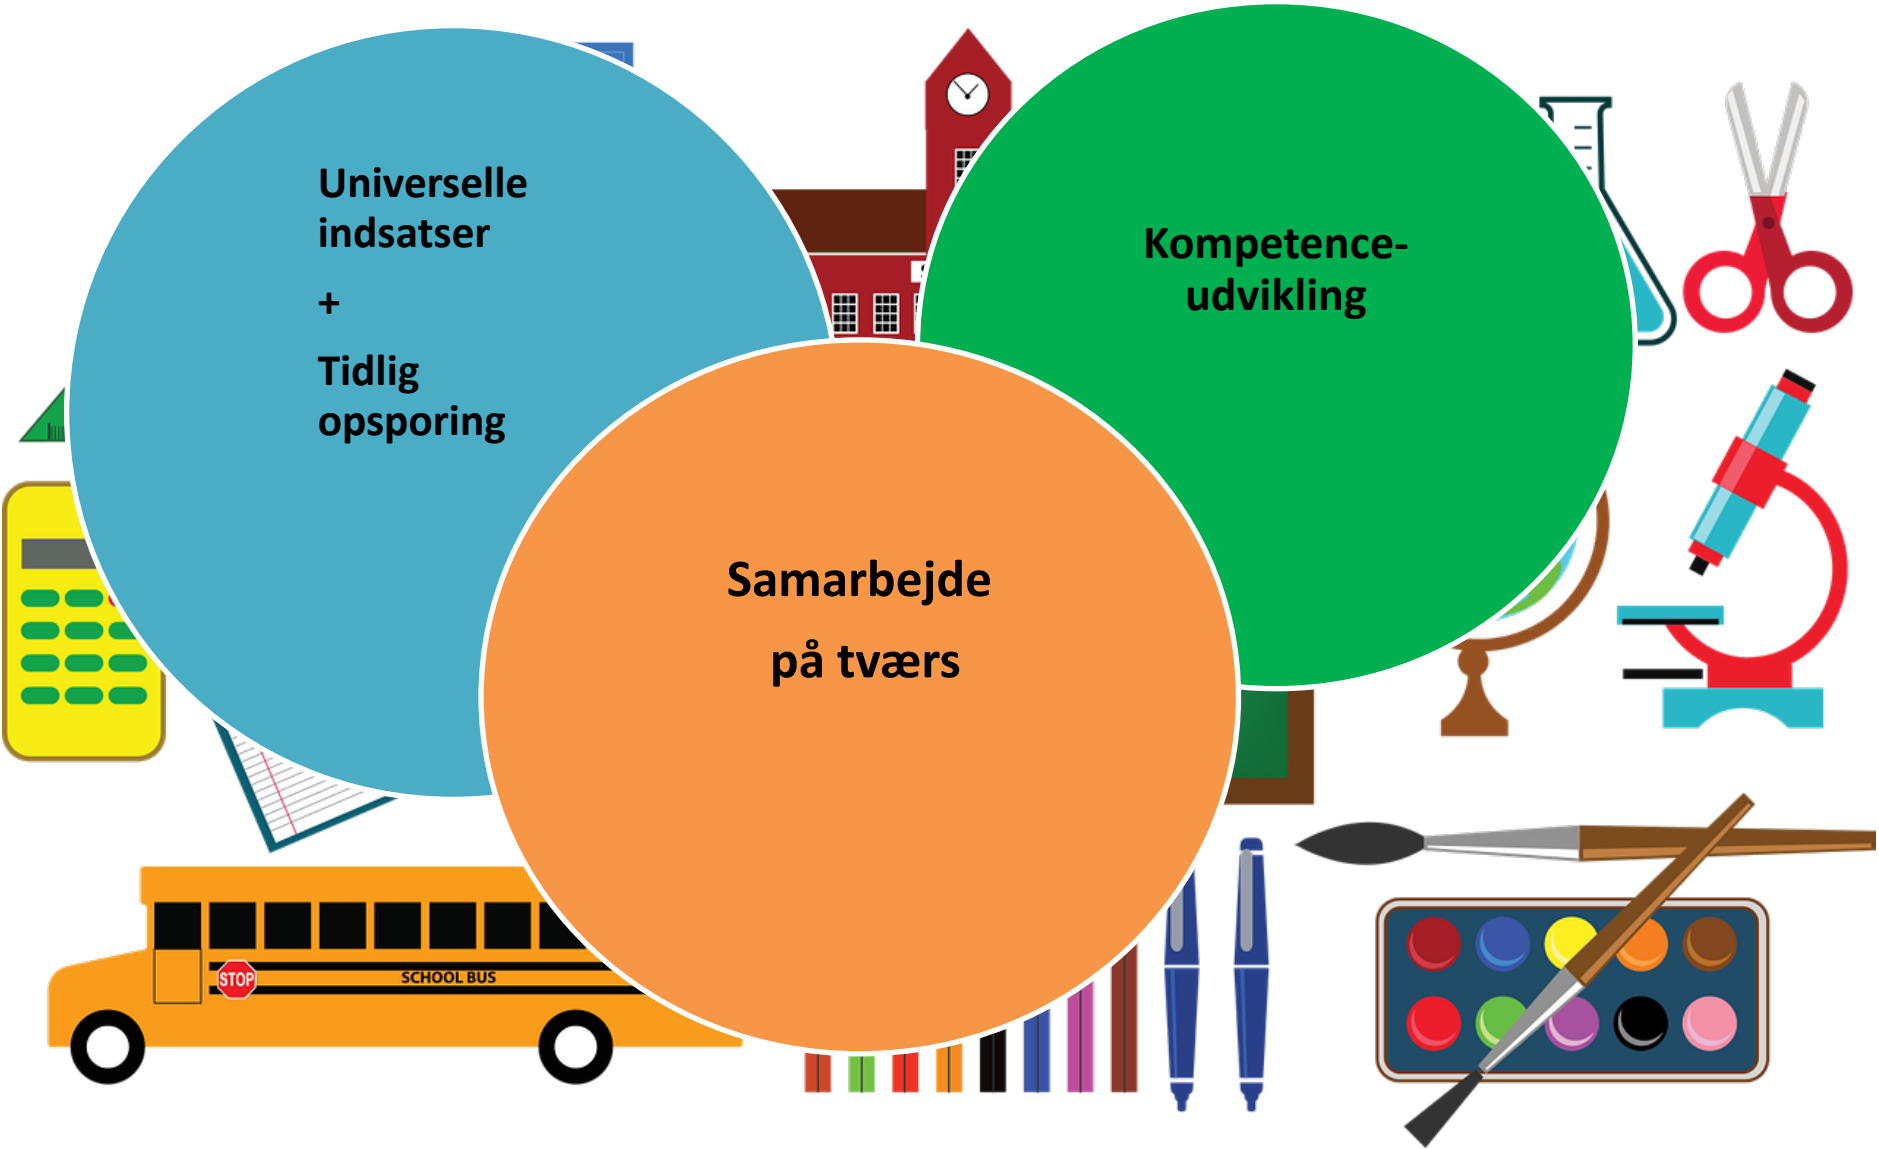 Universelle
indsatser
+
Tidlig
opsporing
Kompetence-
udvikling
Samarbejde
på tværs
STOP
SCHOOL BUS